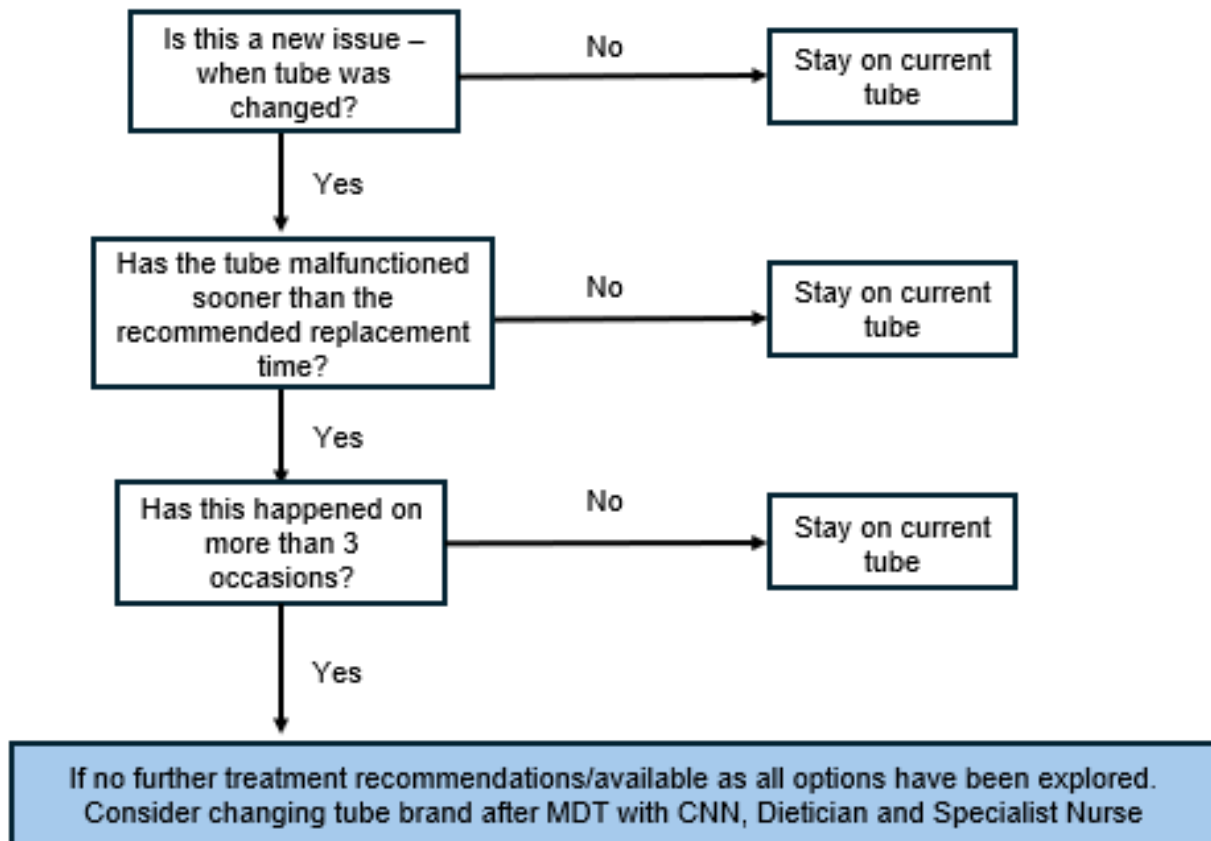 Is this a new issue –
when tube was
changed?
No
Stay on current
tube
Yes
Has the tube malfunctioned
sooner than the
recommended replacement
time?
No
Stay on current
tube
Yes
Has this happened on
more than 3
occasions?
No
Stay on current
tube
Yes
If no further treatment recommendations/available as all options have been explored.
Consider changing tube brand after MDT with CNN, Dietician and Specialist Nurse